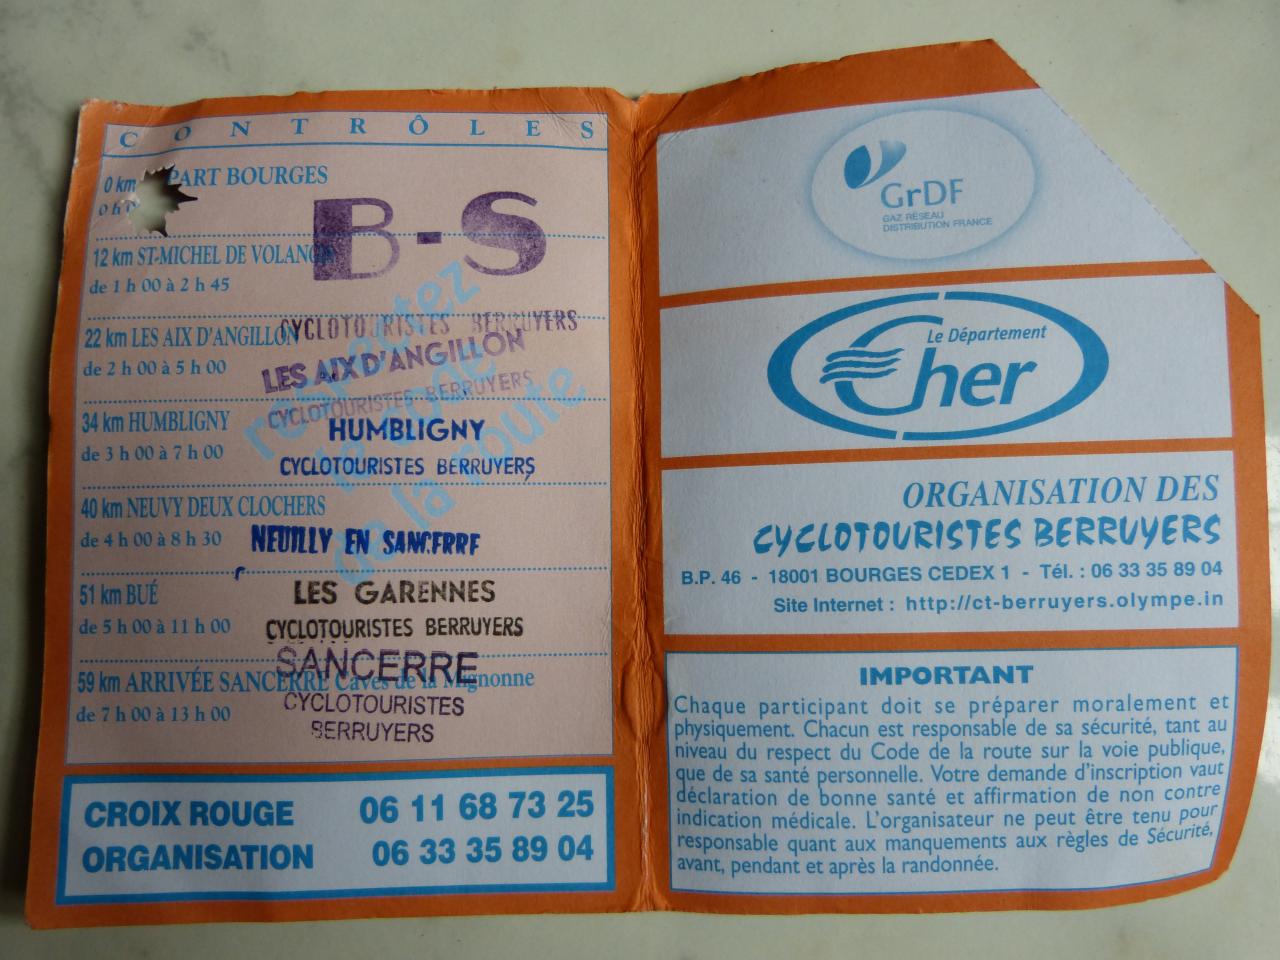 CONTRÔLES
0 km PART BOURGES
0 h 0
B-S
12 km ST-MICHEL DE VOLANG
de 1 h 00 à 2 h 45
CYCLOTOURISTES BERRUYERS
22 km LES AIX D'ANGILLON
LES AIX D'ANGILLON
de 2 h 00 à 5 h 00
CYCLOTOURISTES BERRUYERS
34 km HUMBLIGNY
HUMBLIGNY
de 3 h 00 à 7 h 00
CYCLOTOURISTES BERRUYERS
respectez
le code
de la route
40 km NEUVY DEUX CLOCHERS
de 4 h 00 à 8 h 30
NEUILLY EN SANCERRE
51 km BUÉ
LES GARENNES
de 5 h 00 à 11 h 00
CYCLOTOURISTES BERRUYERS
SANCERRE
59 km ARRIVÉE SANCERRE Caves de la Mignonne
de 7 h 00 à 13 h 00
CYCLOTOURISTES
BERRUYERS
CROIX ROUGE 06 11 68 73 25
ORGANISATION 06 33 35 89 04
GrDF
GAZ RÉSEAU
DISTRIBUTION FRANCE
Le Département
Cher
ORGANISATION DES
CYCLOTOURISTES BERRUYERS
B.P. 46 - 18001 BOURGES CEDEX 1 - Tél. : 06 33 35 89 04
Site Internet : http://ct-berruyers.olympe.in
IMPORTANT
Chaque participant doit se préparer moralement et
physiquement. Chacun est responsable de sa sécurité, tant au
niveau du respect du Code de la route sur la voie publique,
que de sa santé personnelle. Votre demande d'inscription vaut
déclaration de bonne santé et affirmation de non contre
indication médicale. L'organisateur ne peut être tenu pour
responsable quant aux manquements aux règles de Sécurité,
avant, pendant et après la randonnée.